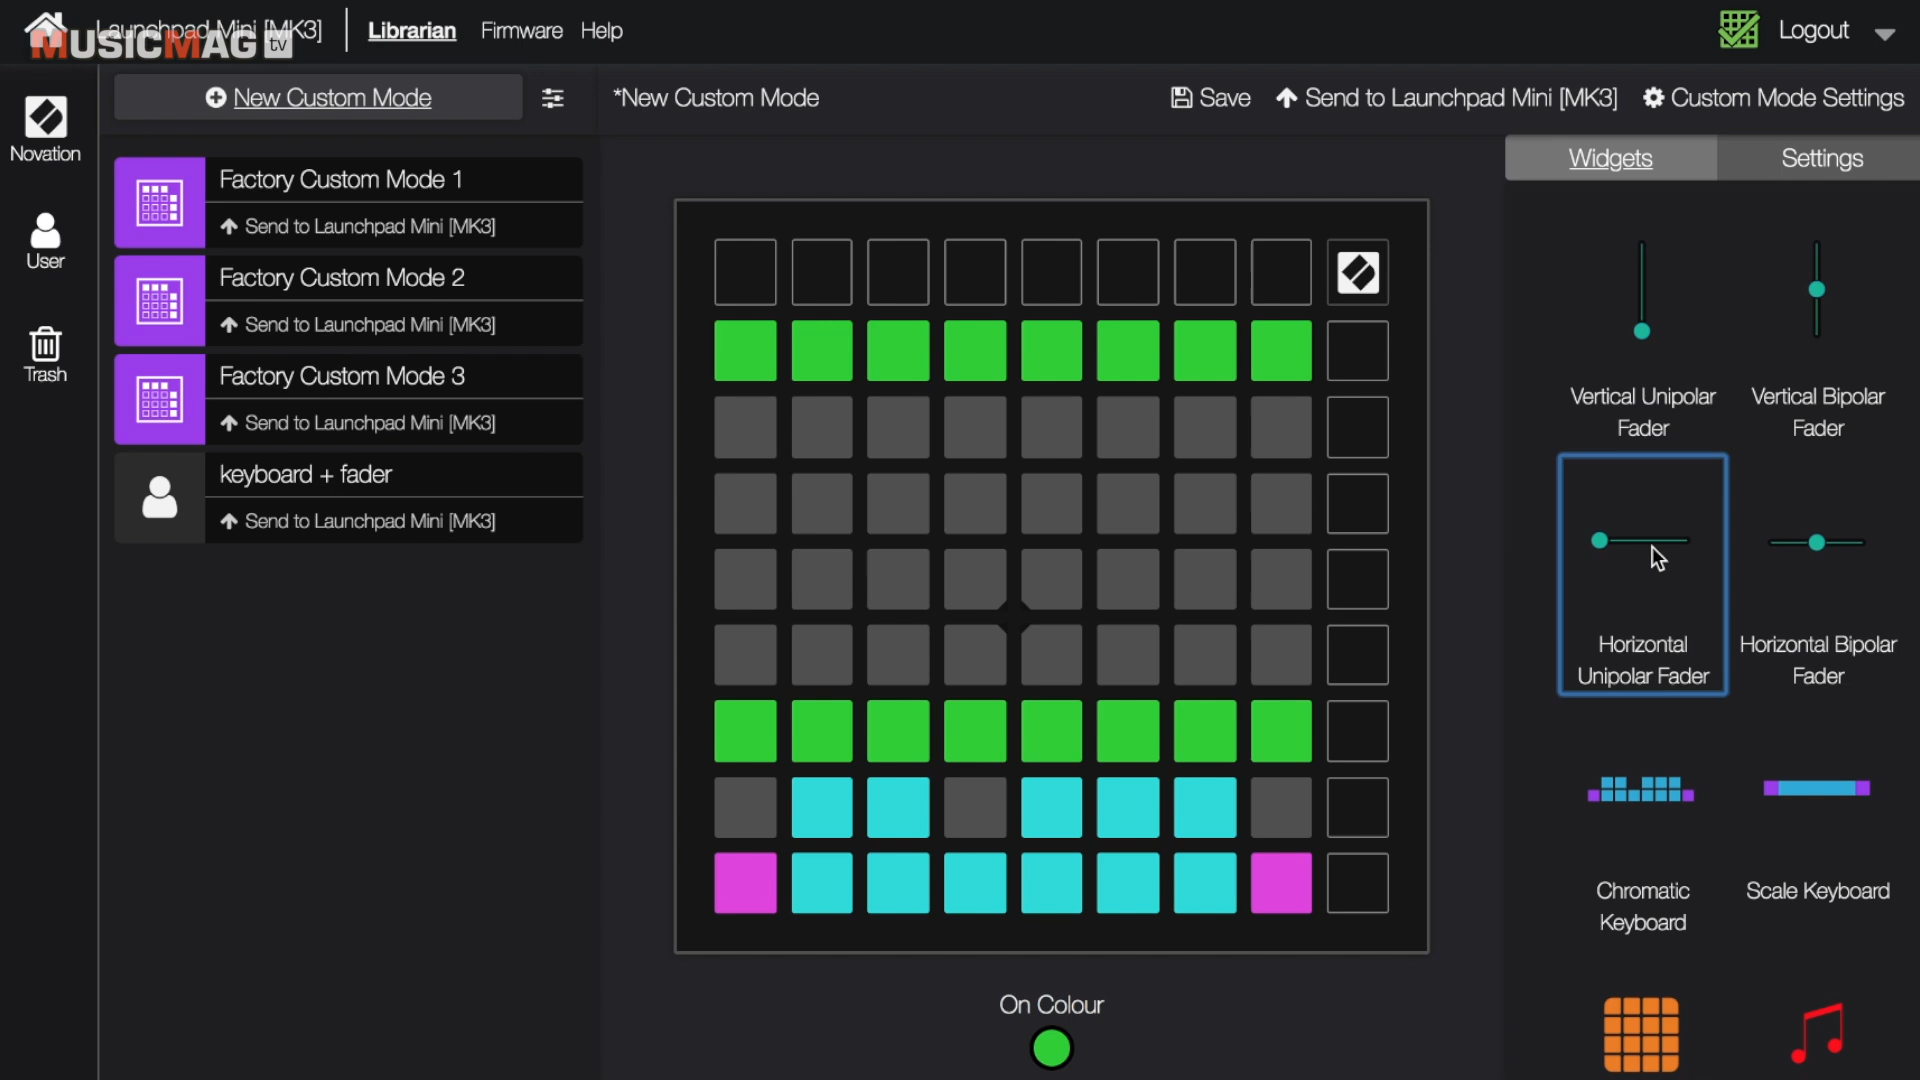 Launchpad Mini [MK3]
MUSICMAG tv
Librarian
Firmware
Help
Logout
New Custom Mode
*New Custom Mode
Save
Send to Launchpad Mini [MK3]
Custom Mode Settings
Novation
User
Trash
Factory Custom Mode 1
Send to Launchpad Mini [MK3]
Factory Custom Mode 2
Send to Launchpad Mini [MK3]
Factory Custom Mode 3
Send to Launchpad Mini [MK3]
keyboard + fader
Send to Launchpad Mini [MK3]
On Colour
Widgets
Settings
Vertical Unipolar
Fader
Vertical Bipolar
Fader
Horizontal
Unipolar Fader
Horizontal Bipolar
Fader
Chromatic
Keyboard
Scale Keyboard